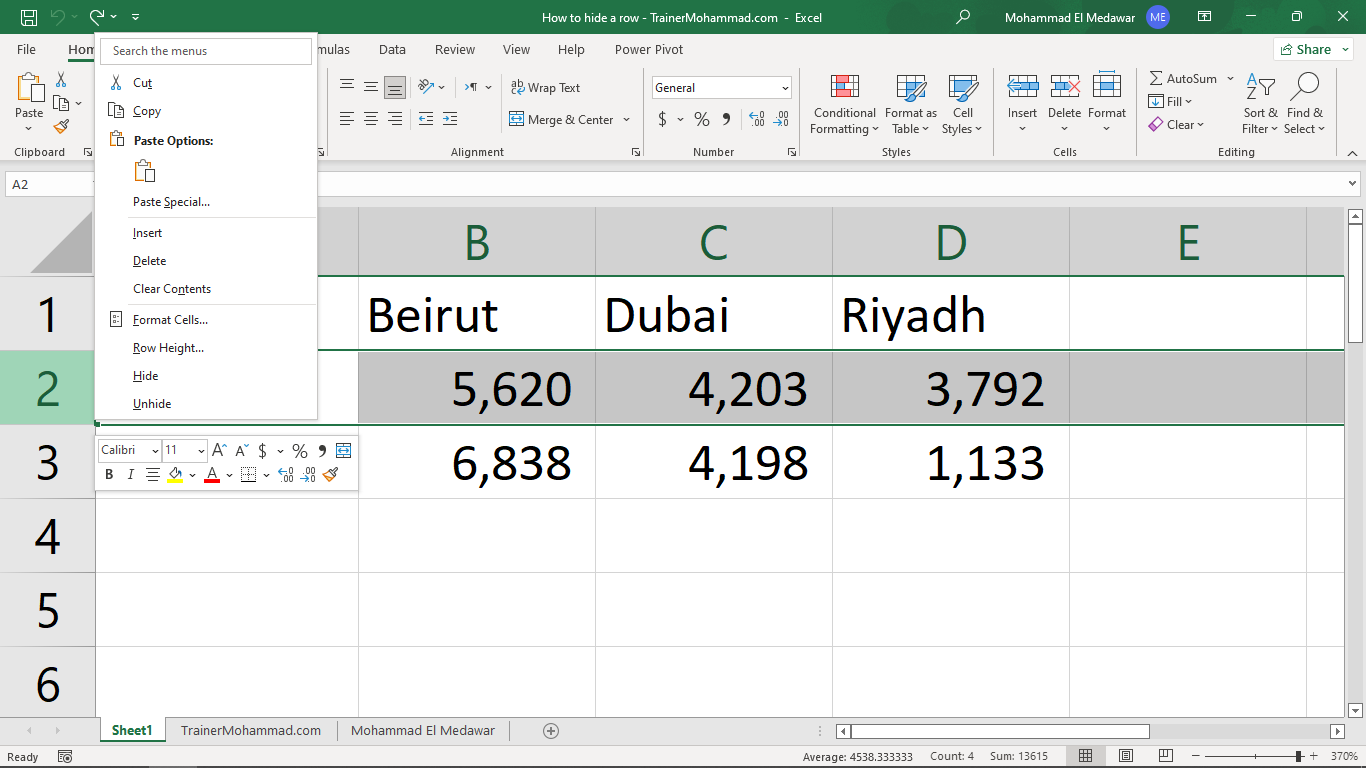 How to hide a row - TrainerMohammad.com - Excel
Mohammad El Medawar
ME
File
Data
Review
View
Help
Power Pivot
Share
Search the menus
Cut
Copy
Paste Options:
Paste Special...
Insert
Delete
Clear Contents
Format Cells...
Row Height...
Hide
Unhide
Paste
Clipboard
Wrap Text
Merge & Center
Alignment
General
$ % ,
Number
Conditional Formatting
Format as Table
Cell Styles
Styles
Insert
Delete
Format
Cells
AutoSum
Fill
Clear
Sort & Filter
Find & Select
Editing
A2
B C D E
1 Beirut Dubai Riyadh
2 5,620 4,203 3,792
3 6,838 4,198 1,133
4
5
6
Calibri 11 A A $ % ,
B I A
Sheet1 TrainerMohammad.com Mohammad El Medawar
Ready
Average: 4538.333333 Count: 4 Sum: 13615
370%